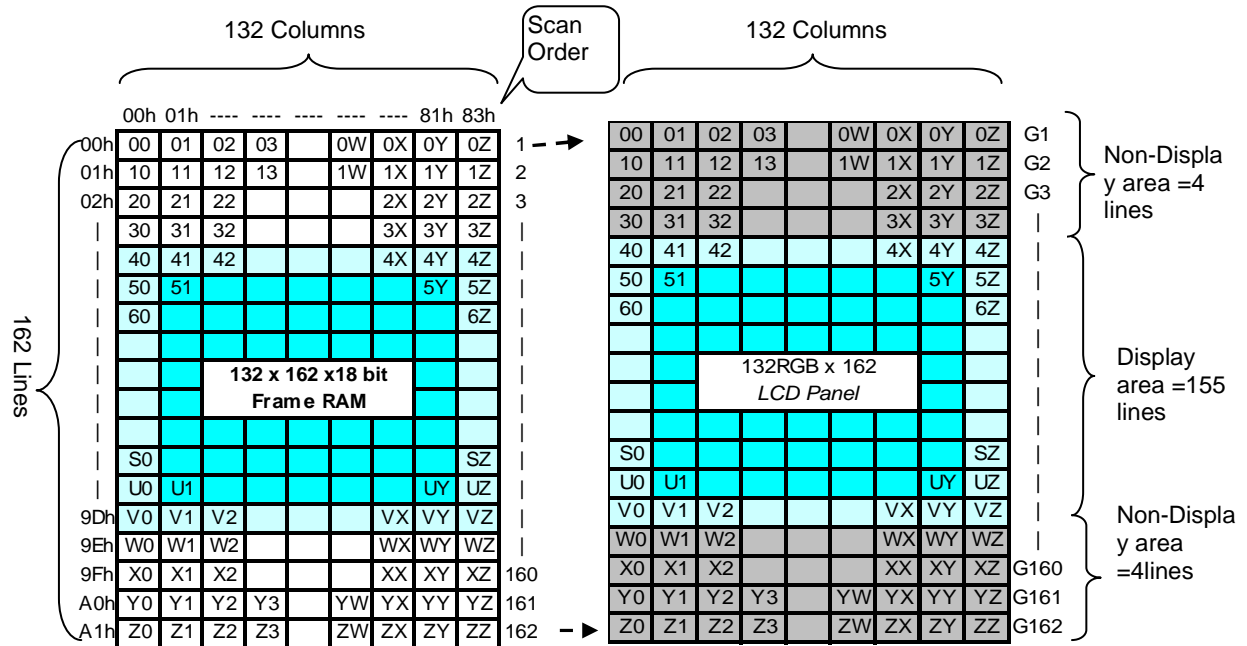 132 Columns
Scan
Order
132 Columns
00h 01h ---- ---- ---- ---- ---- 81h 83h
00h 00 01 02 03 0W 0X 0Y 0Z 1
01h 10 11 12 13 1W 1X 1Y 1Z 2
02h 20 21 22 2X 2Y 2Z 3
30 31 32 3X 3Y 3Z
40 41 42 4X 4Y 4Z
50 51 5Y 5Z
60 6Z
132 x 162 x18 bit
Frame RAM
S0 SZ
U0 U1 UY UZ
9Dh V0 V1 V2 VX VY VZ
9Eh W0 W1 W2 WX WY WZ
9Fh X0 X1 X2 XX XY XZ 160
A0h Y0 Y1 Y2 Y3 YW YX YY YZ 161
A1h Z0 Z1 Z2 Z3 ZW ZX ZY ZZ 162
162 Lines
00 01 02 03 0W 0X 0Y 0Z G1
10 11 12 13 1W 1X 1Y 1Z G2
20 21 22 2X 2Y 2Z G3
30 31 32 3X 3Y 3Z
40 41 42 4X 4Y 4Z
50 51 5Y 5Z
60 6Z
132RGB x 162
LCD Panel
S0 SZ
U0 U1 UY UZ
V0 V1 V2 VX VY VZ
W0 W1 W2 WX WY WZ
X0 X1 X2 XX XY XZ G160
Y0 Y1 Y2 Y3 YW YX YY YZ G161
Z0 Z1 Z2 Z3 ZW ZX ZY ZZ G162
Non-Displa
y area =4
lines
Display
area =155
lines
Non-Displa
y area
=4lines